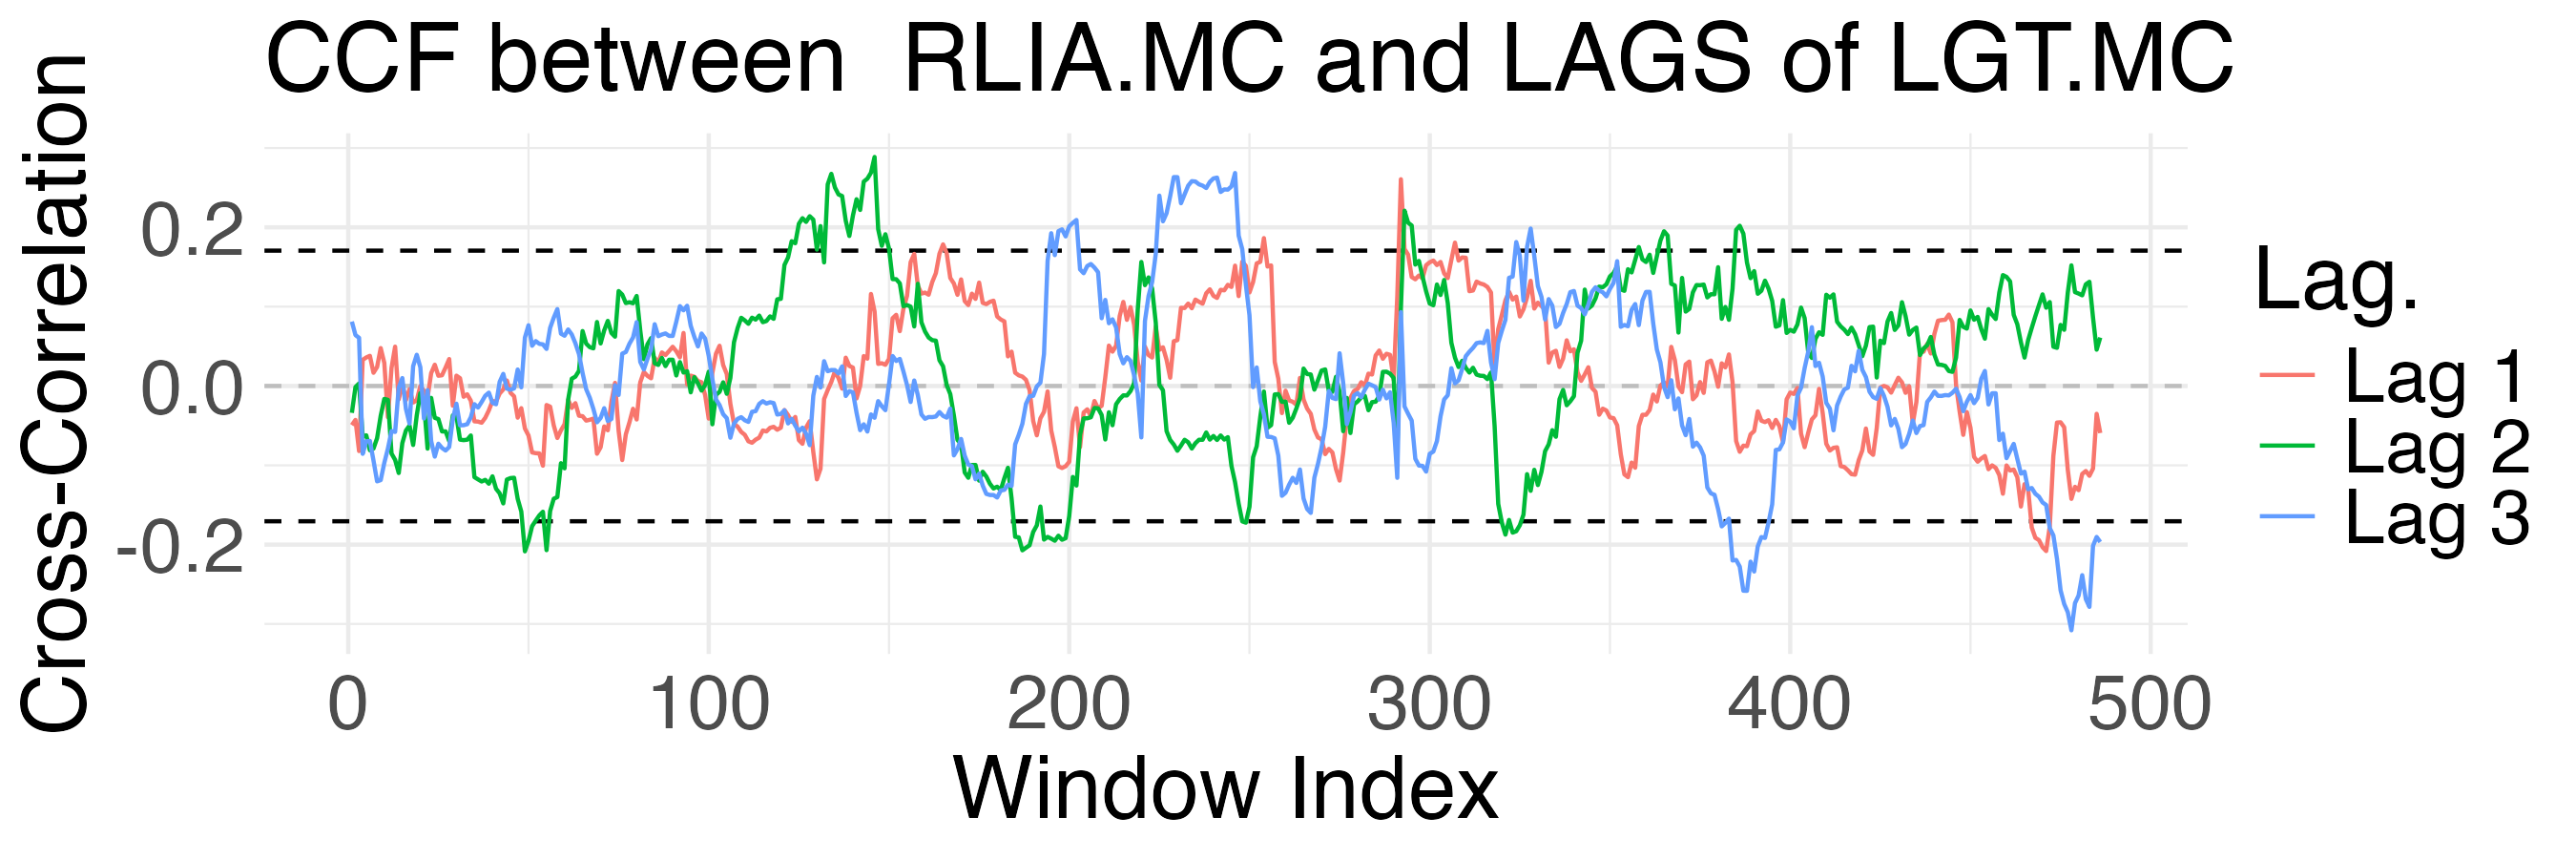 CCF between  RLIA.MC and LAGS of LGT.MC
Cross-Correlation
0.2
0.0
-0.2
0
100
200
300
400
500
Window Index
Lag.
Lag 1
Lag 2
Lag 3